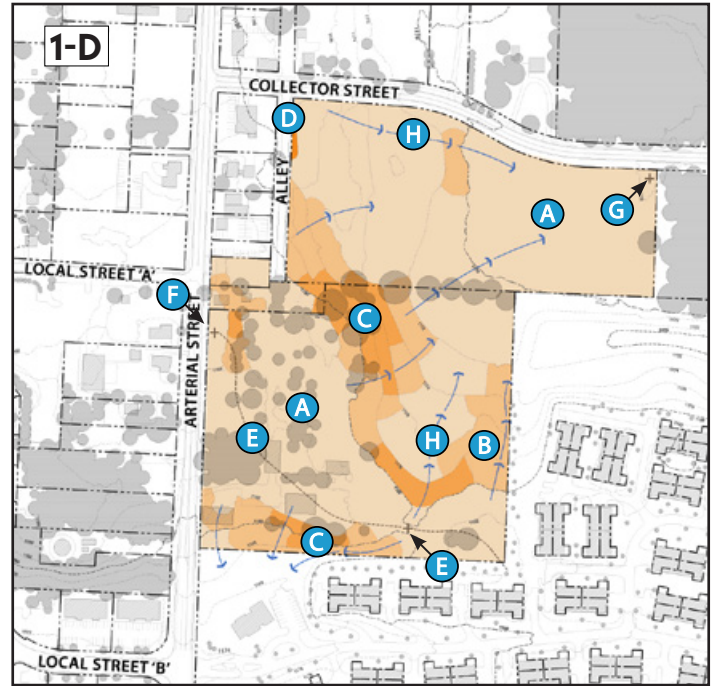 1-D
COLLECTOR STREET
D
H
ALLEY
A
G
LOCAL STREET 'A'
F
C
ARTERIAL STREET
A
E
H
B
C
E
LOCAL STREET 'B'